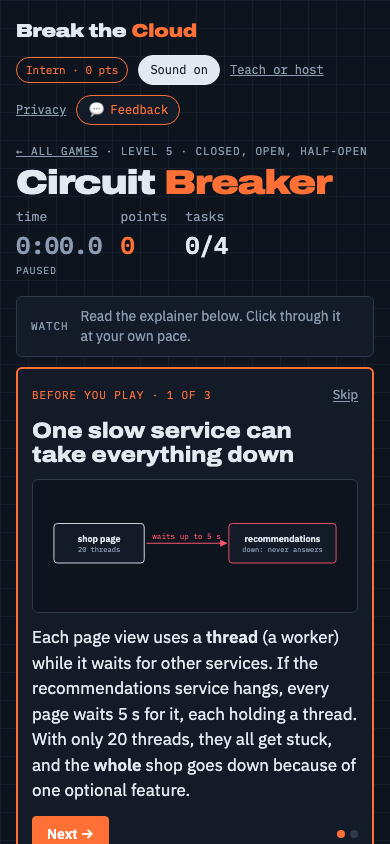 Break the Cloud
Intern · 0 pts
Sound on
Teach or host
Privacy
💬 Feedback
← ALL GAMES · LEVEL 5 · CLOSED, OPEN, HALF-OPEN
Circuit Breaker
time points tasks
0:00.0 0 0/4
PAUSED
WATCH
Read the explainer below. Click through it
at your own pace.
BEFORE YOU PLAY · 1 OF 3
Skip
One slow service can
take everything down
shop page
20 threads
waits up to 5 s
recommendations
down: never answers
Each page view uses a thread (a worker)
while it waits for other services. If the
recommendations service hangs, every
page waits 5 s for it, each holding a thread.
With only 20 threads, they all get stuck,
and the whole shop goes down because of
one optional feature.
Next →